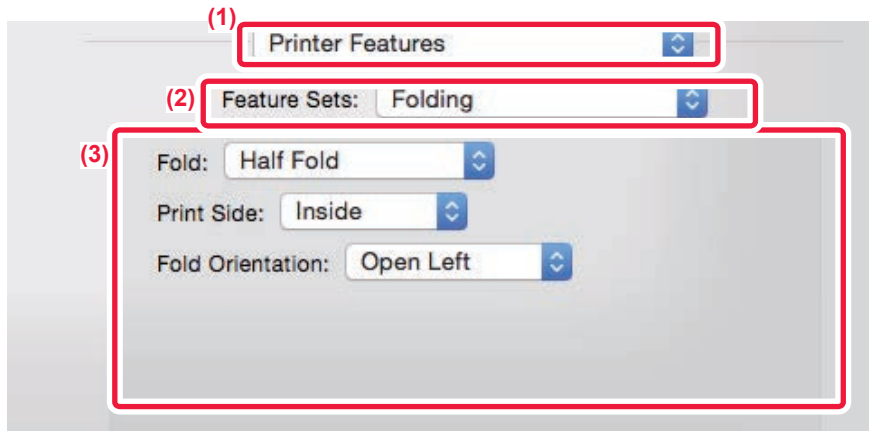 (1)
Printer Features
(2) Feature Sets: Folding
(3)
Fold: Half Fold
Print Side: Inside
Fold Orientation: Open Left